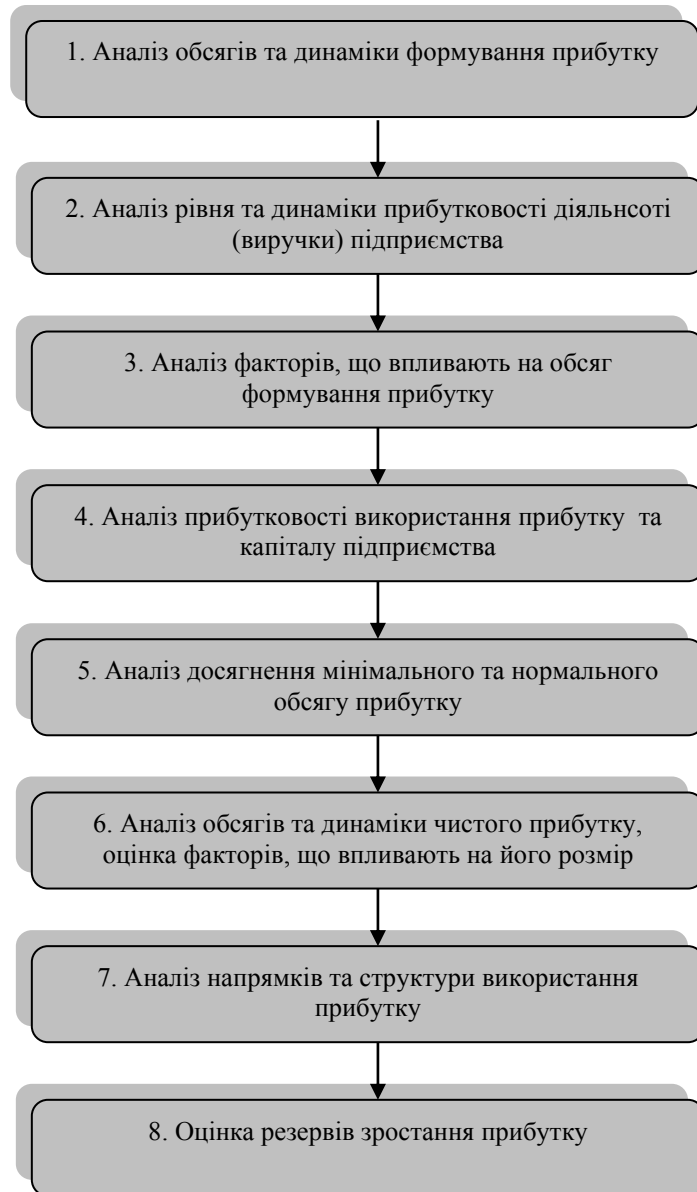 1. Аналіз обсягів та динаміки формування прибутку
2. Аналіз рівня та динаміки прибутковості діяльнсоті
(виручки) підприємства
3. Аналіз факторів, що впливають на обсяг
формування прибутку
4. Аналіз прибутковості використання прибутку  та
капіталу підприємства
5. Аналіз досягнення мінімального та нормального
обсягу прибутку
6. Аналіз обсягів та динаміки чистого прибутку,
оцінка факторів, що впливають на його розмір
7. Аналіз напрямків та структури використання
прибутку
8. Оцінка резервів зростання прибутку